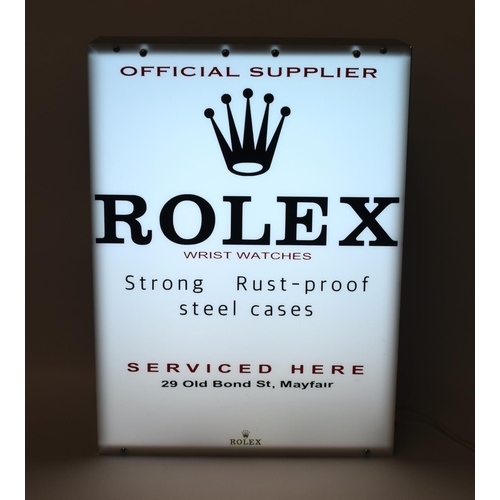 OFFICIAL SUPPLIER
ROLEX
WRIST WATCHES
Strong Rust-proof
steel cases
SERVICED HERE
29 Old Bond St, Mayfair
ROLEX